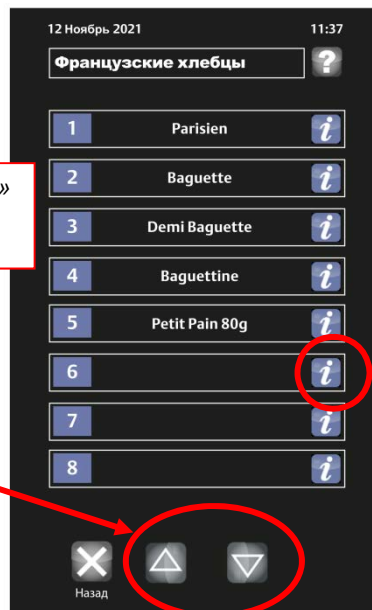 12 Ноябрь 2021 11:37
Французские хлебцы ?
»
1 Parisien i
2 Baguette i
3 Demi Baguette i
4 Baguettine i
5 Petit Pain 80g i
6 i
7 i
8 i
Назад